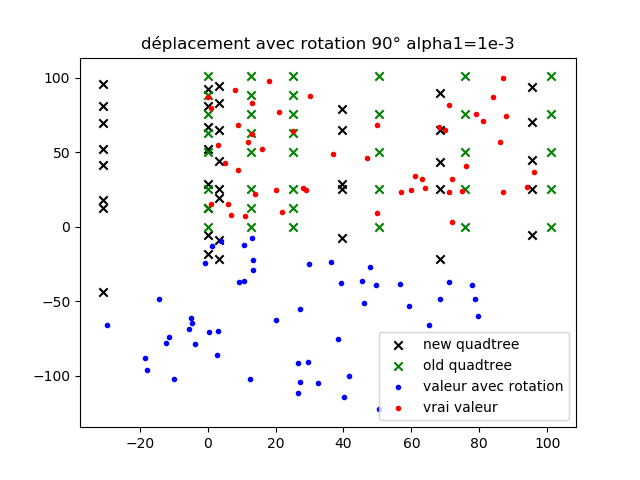 déplacement avec rotation 90° alpha1=1e-3
100
50
0
−50
−100
−20
0
20
40
60
80
100
new quadtree
old quadtree
valeur avec rotation
vrai valeur